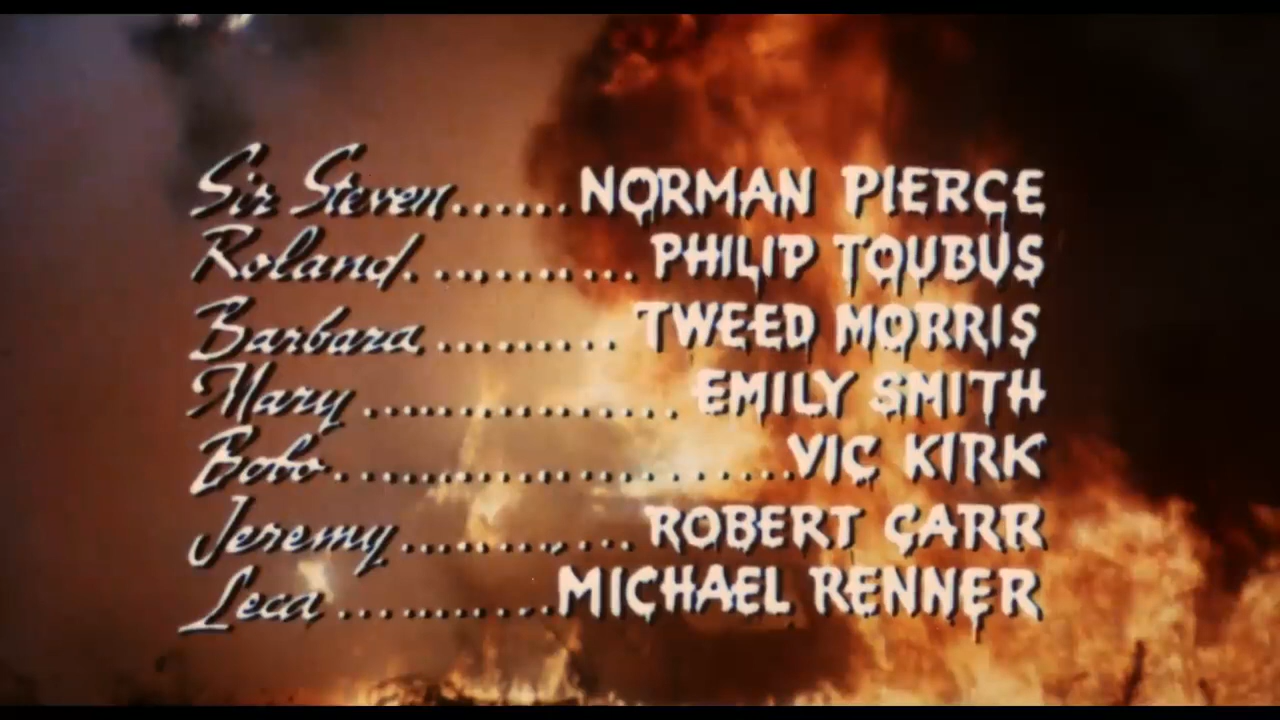 Sir Steven......NORMAN PIERCE
Roland...........PHILIP TOUBUS
Barbara.........TWEED MORRIS
Mary................EMILY SMITH
Bobo.......................VIC KIRK
Jeremy............ROBERT CARR
Leca...........MICHAEL RENNER